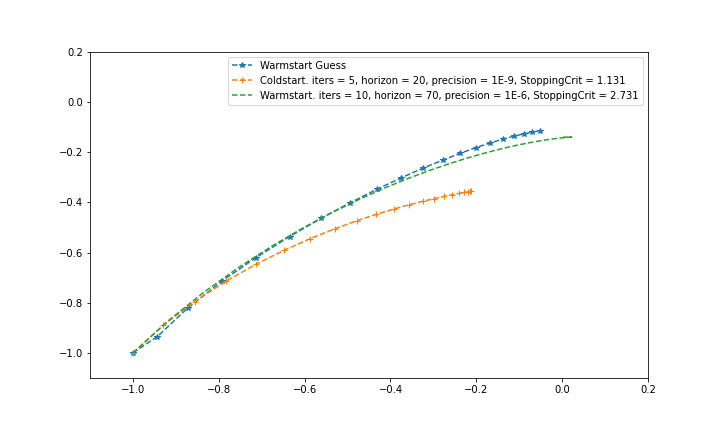 0.2
0.0
−0.2
−0.4
−0.6
−0.8
−1.0
Warmstart Guess
Coldstart. iters = 5, horizon = 20, precision = 1E-9, StoppingCrit = 1.131
Warmstart. iters = 10, horizon = 70, precision = 1E-6, StoppingCrit = 2.731
−1.0 −0.8 −0.6 −0.4 −0.2 0.0 0.2